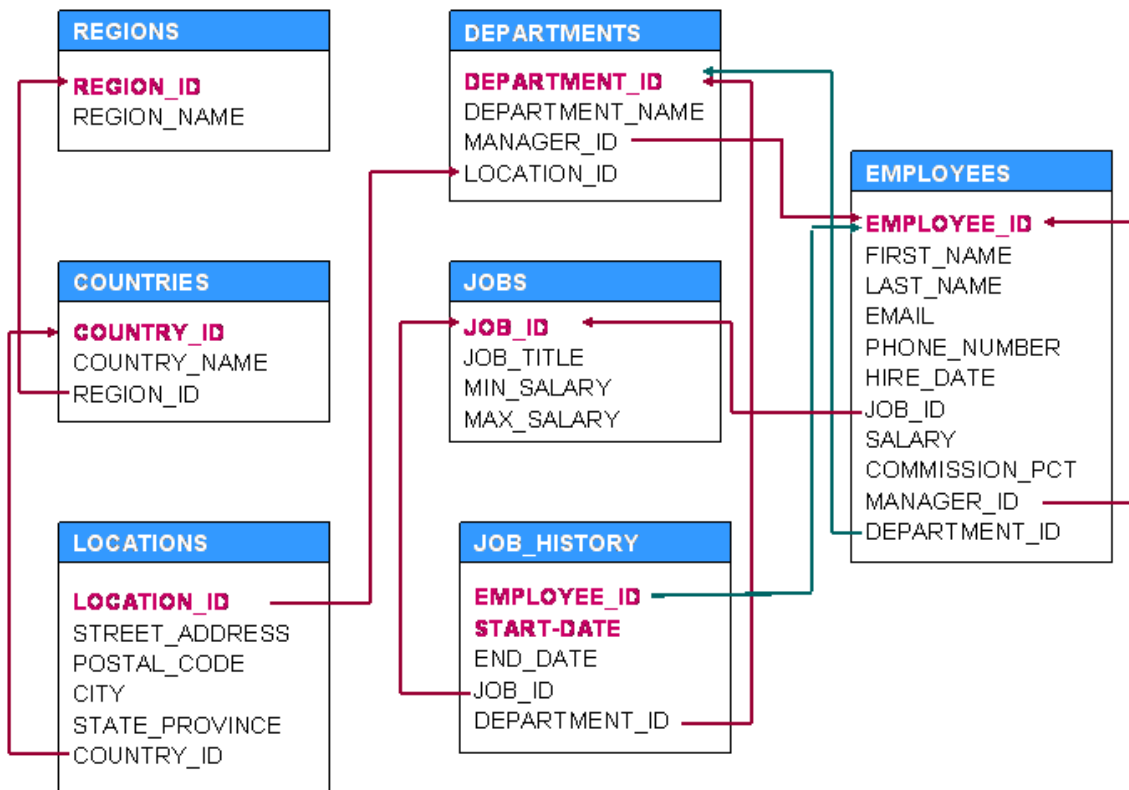 REGIONS
REGION_ID
REGION_NAME
DEPARTMENTS
DEPARTMENT_ID
DEPARTMENT_NAME
MANAGER_ID
LOCATION_ID
EMPLOYEES
EMPLOYEE_ID
FIRST_NAME
LAST_NAME
EMAIL
PHONE_NUMBER
HIRE_DATE
JOB_ID
SALARY
COMMISSION_PCT
MANAGER_ID
DEPARTMENT_ID
COUNTRIES
COUNTRY_ID
COUNTRY_NAME
REGION_ID
JOBS
JOB_ID
JOB_TITLE
MIN_SALARY
MAX_SALARY
LOCATIONS
LOCATION_ID
STREET_ADDRESS
POSTAL_CODE
CITY
STATE_PROVINCE
COUNTRY_ID
JOB_HISTORY
EMPLOYEE_ID
START-DATE
END_DATE
JOB_ID
DEPARTMENT_ID